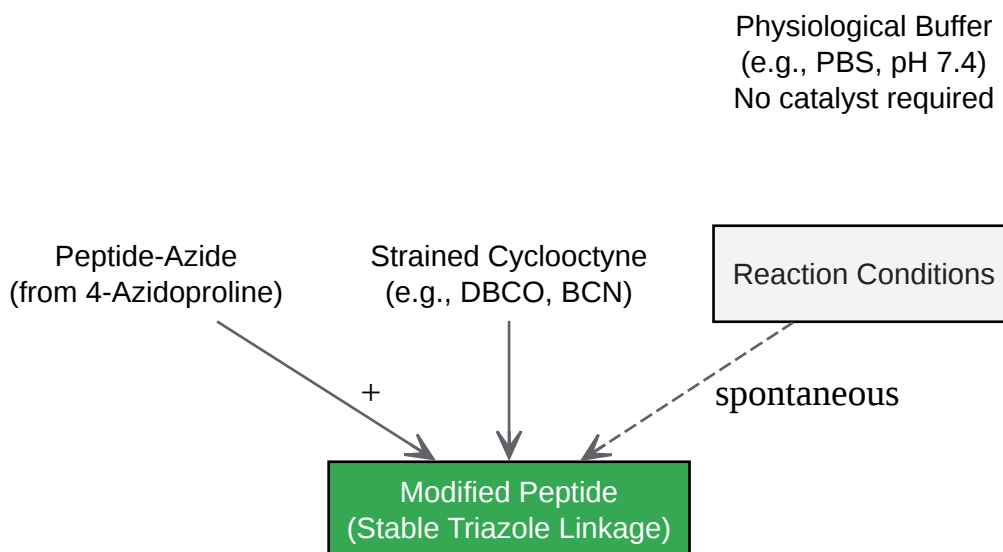 Physiological Buffer
(e.g., PBS, pH 7.4)
No catalyst required
Peptide-Azide
(from 4-Azidoproline)
Strained Cyclooctyne
(e.g., DBCO, BCN)
Reaction Conditions
+
spontaneous
Modified Peptide
(Stable Triazole Linkage)